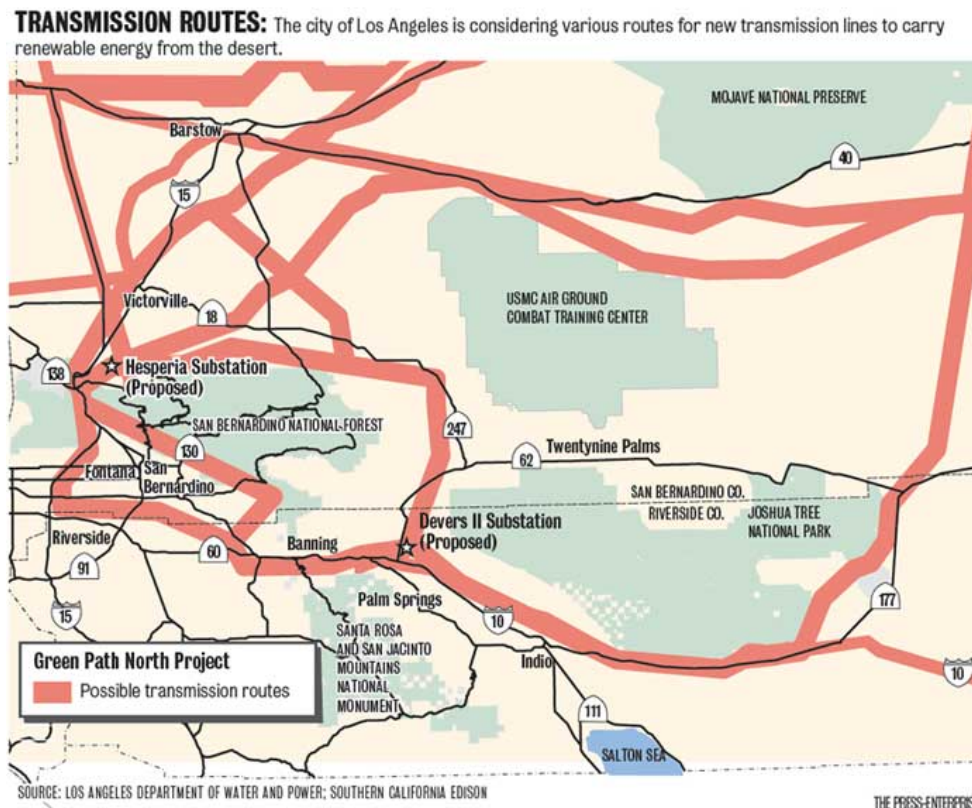 TRANSMISSION ROUTES: The city of Los Angeles is considering various routes for new transmission lines to carry
renewable energy from the desert.
MOJAVE NATIONAL PRESERVE
Barstow
40
15
USMC AIR GROUND
COMBAT TRAINING CENTER
Victorville
18
138
Hesperia Substation
(Proposed)
SAN BERNARDINO NATIONAL FOREST
247
130
Twentynine Palms
62
Fontana
San
Bernardino
SAN BERNARDINO CO.
RIVERSIDE CO.
JOSHUA TREE
NATIONAL PARK
Devers II Substation
(Proposed)
Riverside
Banning
60
91
177
Palm Springs
15
10
SANTA ROSA
AND SAN JACINTO
MOUNTAINS
NATIONAL
MONUMENT
Indio
10
Green Path North Project
Possible transmission routes
111
SALTON SEA
SOURCE: LOS ANGELES DEPARTMENT OF WATER AND POWER; SOUTHERN CALIFORNIA EDISON
THE PRESS-ENTERPRIS